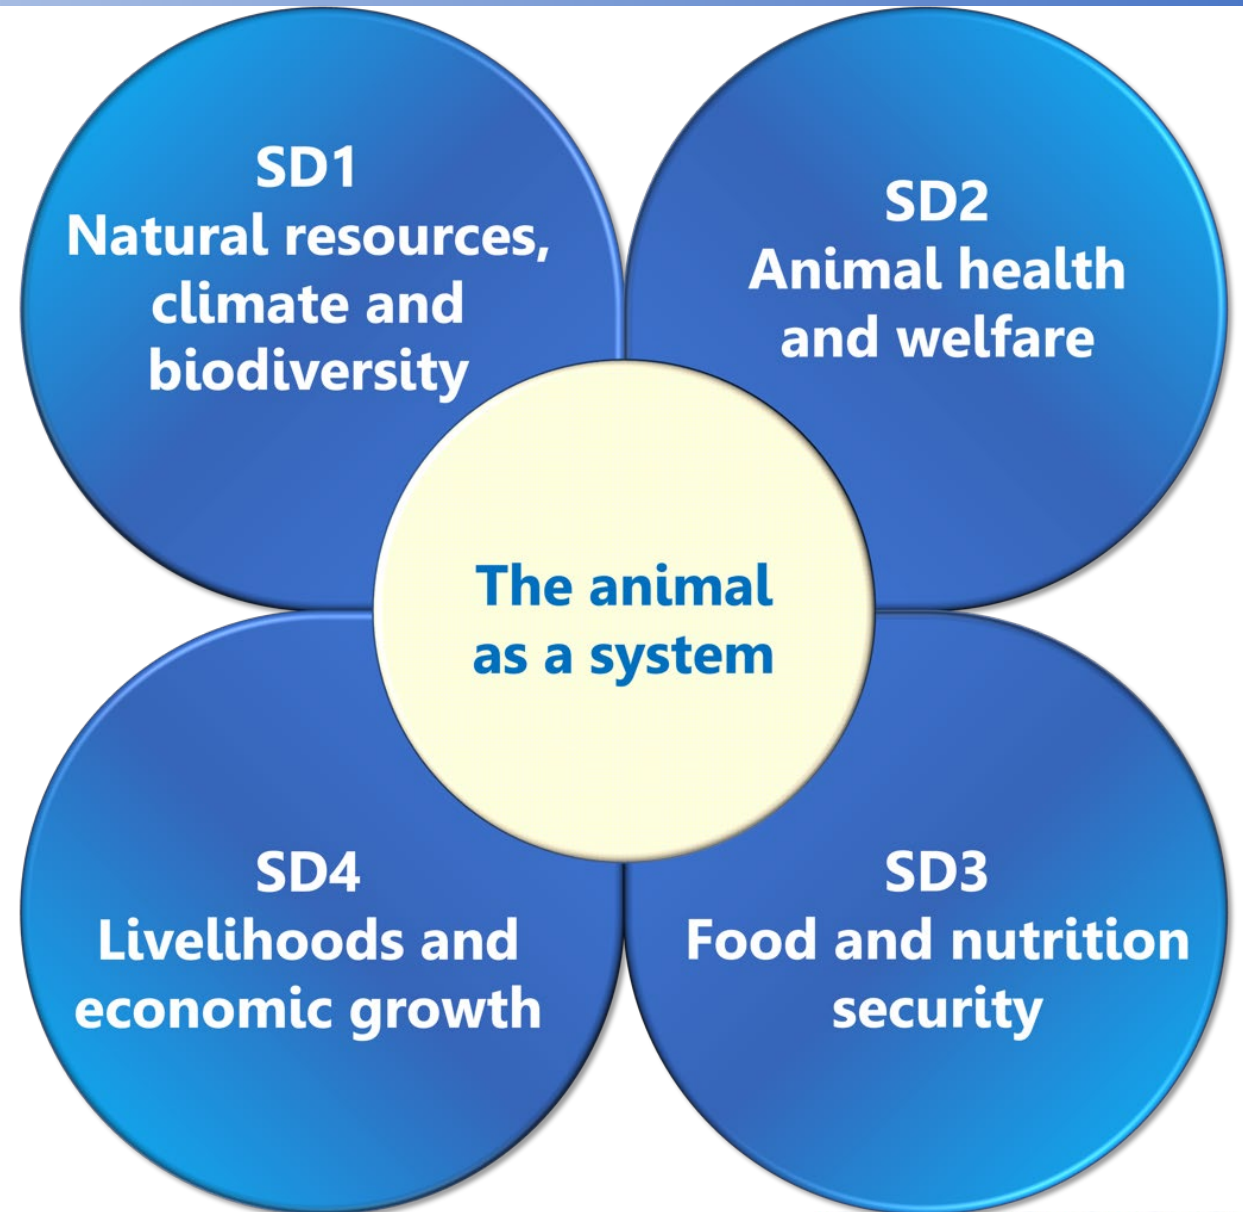 SD1
Natural resources,
climate and
biodiversity
SD2
Animal health
and welfare
The animal
as a system
SD4
Livelihoods and
economic growth
SD3
Food and nutrition
security